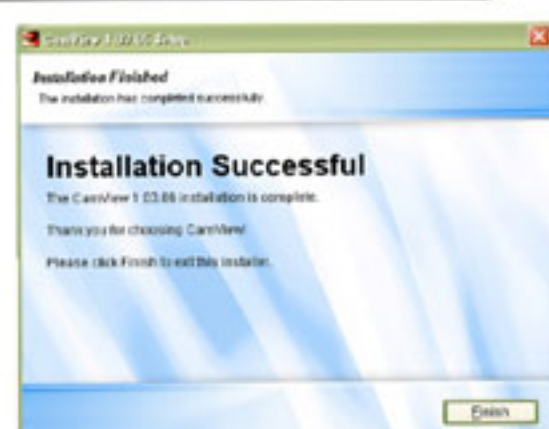 CamView 1.03.06 Setup
Installation Finished
The installation has completed successfully.
Installation Successful
The CamView 1.03.06 installation is complete.
Thank you for choosing CamView!
Please click Finish to exit this installer.
Finish